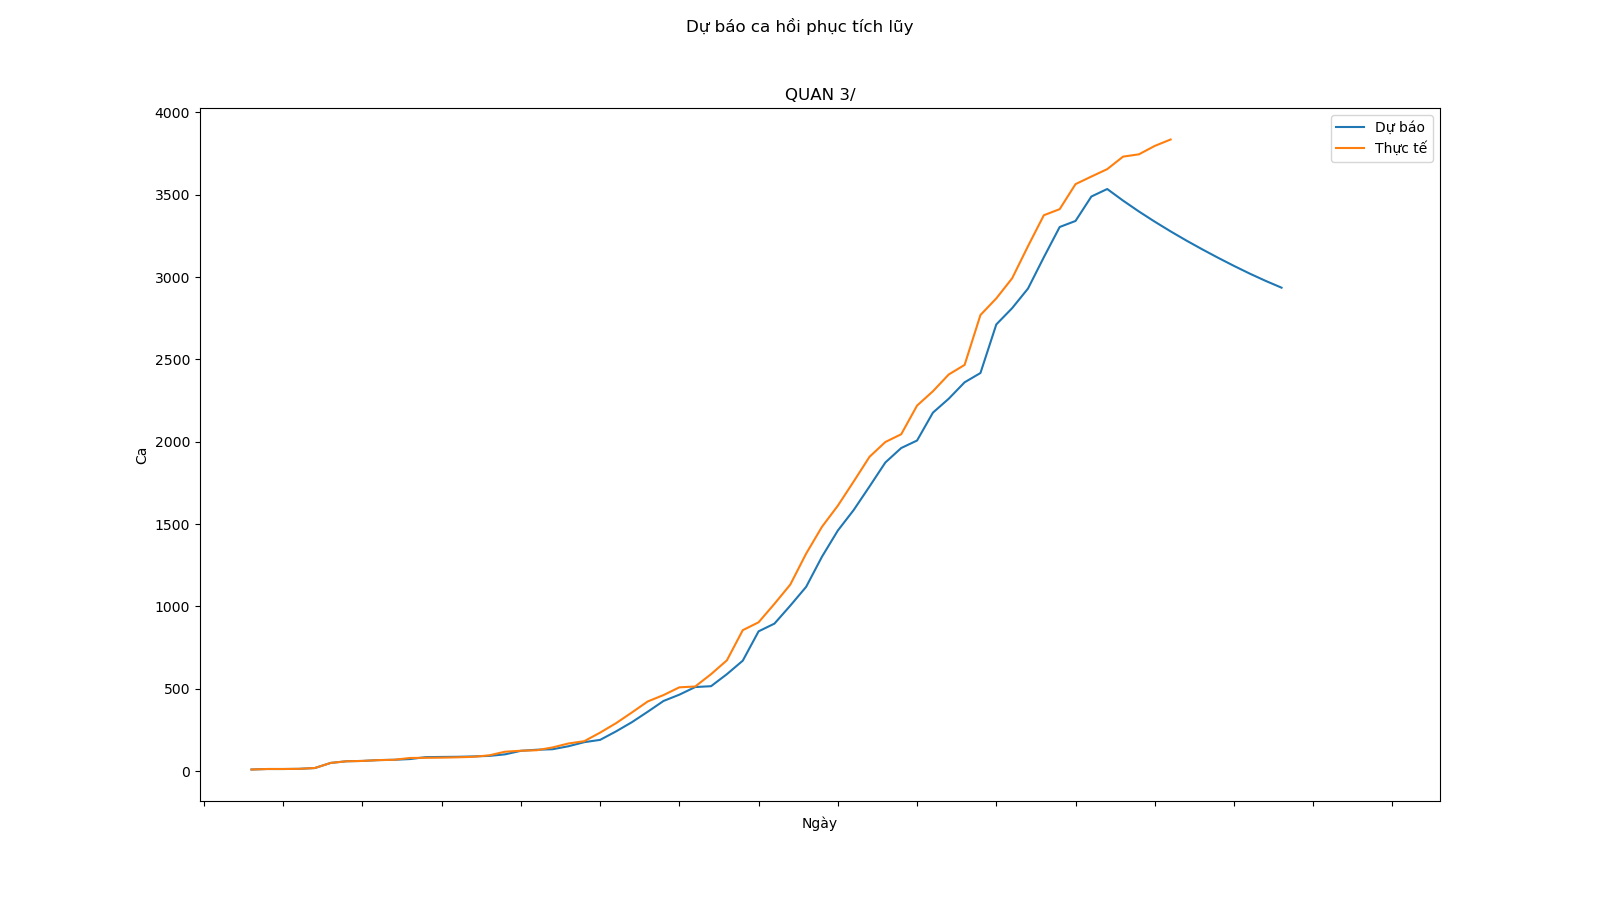 Dự báo ca hồi phục tích lũy
QUAN 3/
4000
3500
3000
2500
2000
1500
1000
500
0
Ca
Ngày
Dự báo
Thực tế